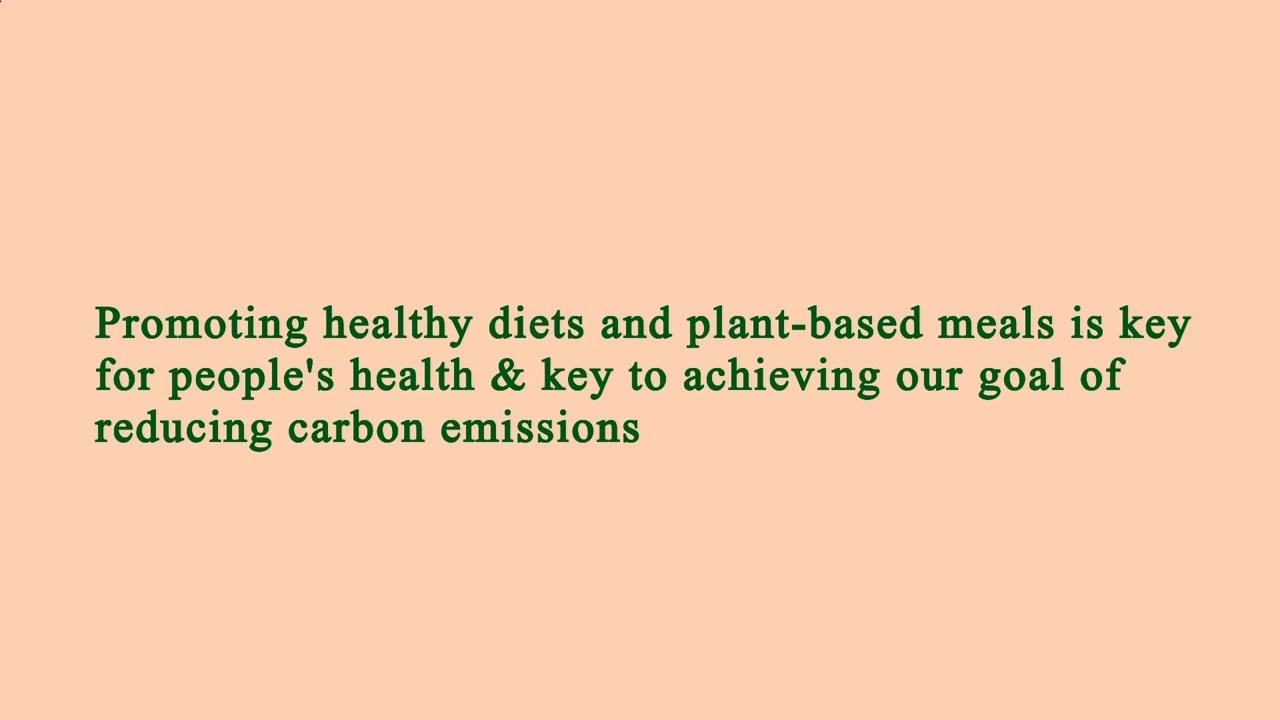 Promoting healthy diets and plant-based meals is key
for people's health & key to achieving our goal of
reducing carbon emissions